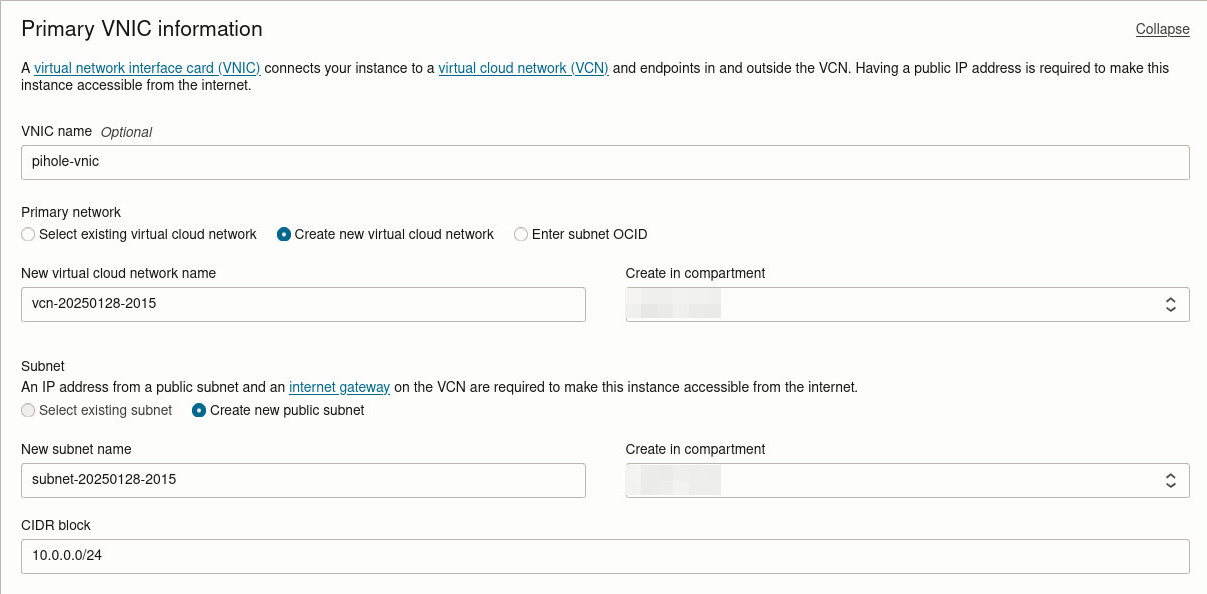 Primary VNIC information
Collapse
A virtual network interface card (VNIC) connects your instance to a virtual cloud network (VCN) and endpoints in and outside the VCN. Having a public IP address is required to make this
instance accessible from the internet.
VNIC name Optional
pihole-vnic
Primary network
Select existing virtual cloud network Create new virtual cloud network Enter subnet OCID
New virtual cloud network name
Create in compartment
vcn-20250128-2015
Subnet
An IP address from a public subnet and an internet gateway on the VCN are required to make this instance accessible from the internet.
Select existing subnet Create new public subnet
New subnet name
Create in compartment
subnet-20250128-2015
CIDR block
10.0.0.0/24